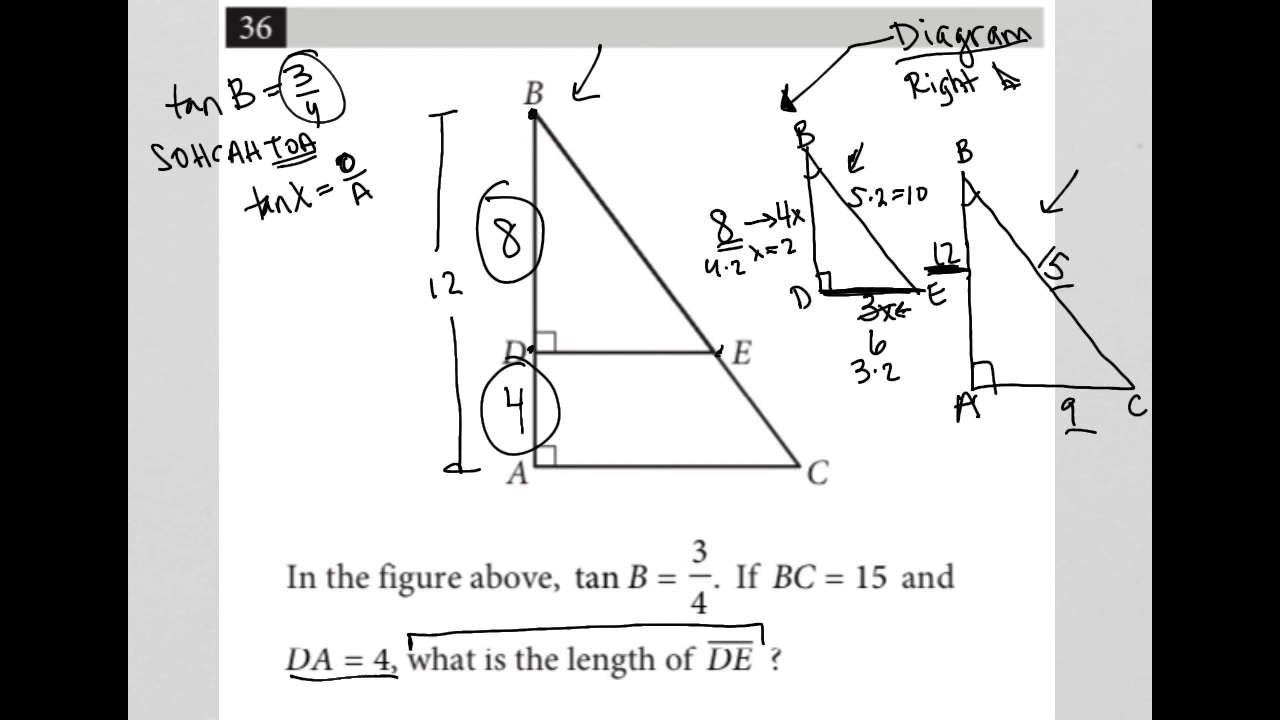 36
tan B = 3/4
SOHCAHTOA
tan X = O/A
Diagram
Right
B
8
12
D
E
4
A
C
B
5·2=10
8 → 4x
4·2 x=2
D
E
3x
6
3·2
B
12
15
A
9
C
In the figure above, tan B = 3/4. If BC = 15 and
DA = 4, what is the length of DE ?